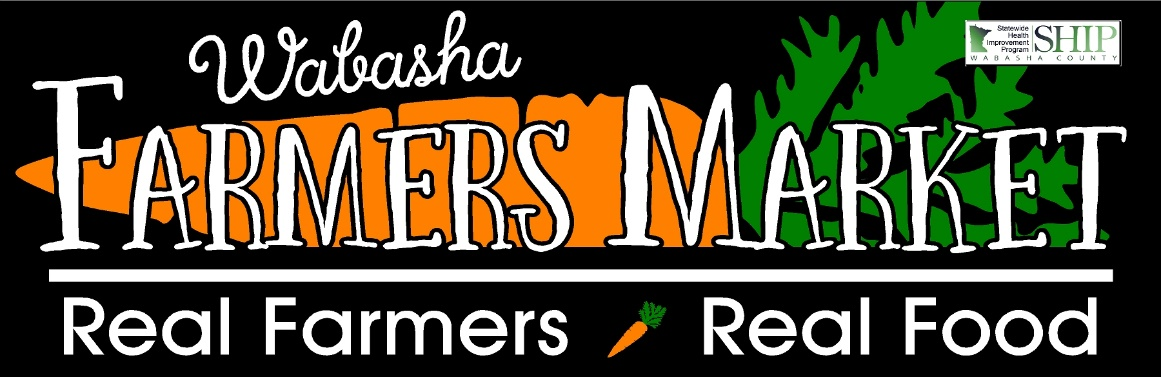 Wabasha
FARMERS MARKET
Real Farmers Real Food
Statewide
Health
Improvement
Program
SHIP
WABASHA COUNTY